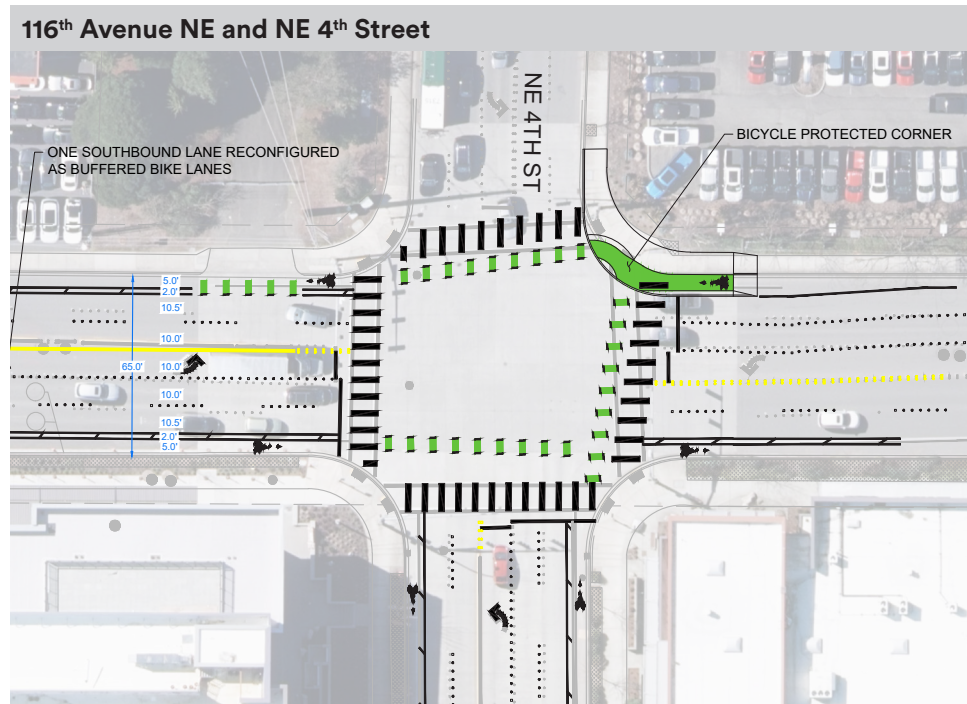 116th Avenue NE and NE 4th Street
NE 4TH ST
BICYCLE PROTECTED CORNER
ONE SOUTHBOUND LANE RECONFIGURED
AS BUFFERED BIKE LANES
5.0'
2.0'
10.5'
10.0'
65.0'
10.0'
10.0'
10.5'
2.0'
5.0'